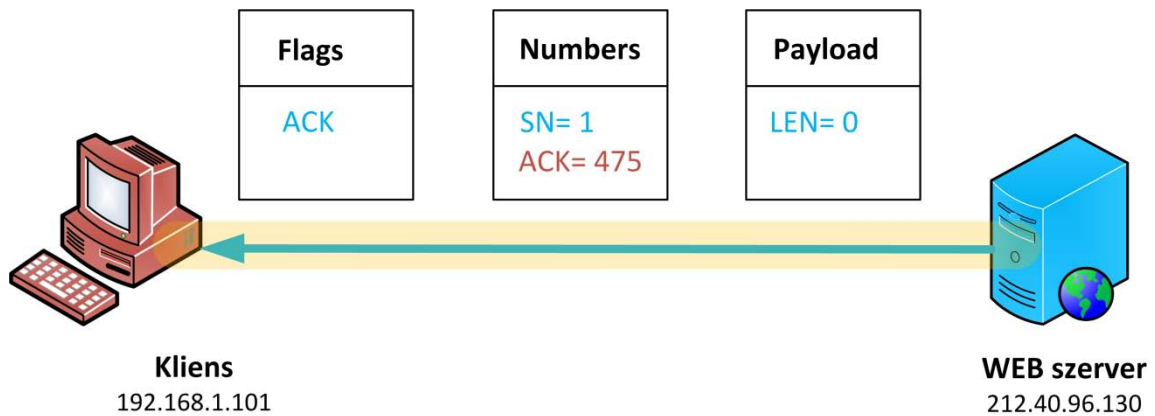 Flags
ACK
Numbers
SN= 1
ACK= 475
Payload
LEN= 0
Kliens
192.168.1.101
WEB szerver
212.40.96.130